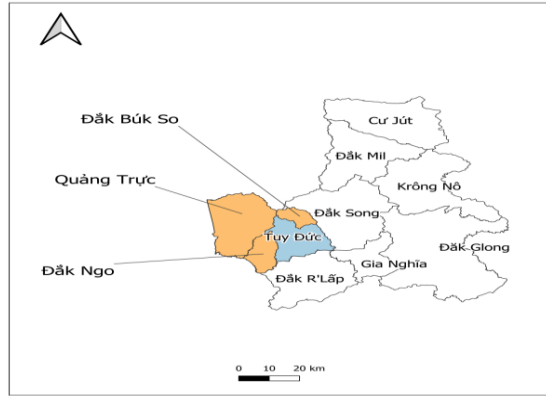 Đắk Búk So
Cư Jút
Đắk Mil
Quảng Trực
Krông Nô
Đắk Song
Tuy Đức
Đăk Glong
Đắk Ngo
Gia Nghĩa
Đắk R'Lấp
0 10 20 km